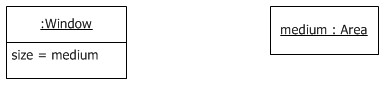 :Window
size = medium
medium : Area